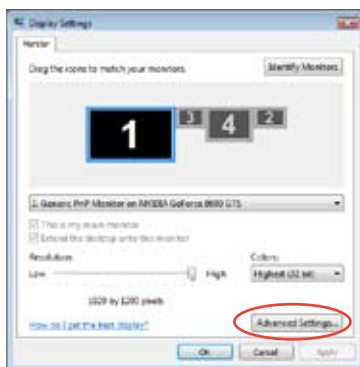 Display Settings
Monitor
Drag the icons to match your monitors.
Identify Monitors
1
3
4
2
2. Generic PnP Monitor on NVIDIA GeForce 8600 GTS
This is my main monitor
Extend the desktop onto this monitor
Resolution:
Colors:
Low
High
Highest (32 bit)
1920 by 1200 pixels
How do I get the best display?
Advanced Settings...
OK
Cancel
Apply